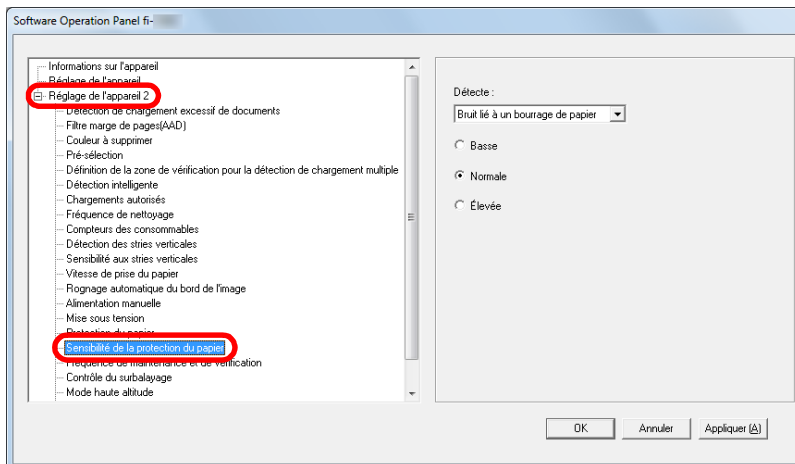 Software Operation Panel fi-
Informations sur l'appareil
Réglage de l'appareil
Réglage de l'appareil 2
Détection de chargement excessif de documents
Filtre marge de pages(AAD)
Couleur à supprimer
Pré-sélection
Définition de la zone de vérification pour la détection de chargement multiple
Détection intelligente
Chargements autorisés
Fréquence de nettoyage
Compteurs des consommables
Détection des stries verticales
Sensibilité aux stries verticales
Vitesse de prise du papier
Rognage automatique du bord de l'image
Alimentation manuelle
Mise sous tension
Protection du papier
Sensibilité de la protection du papier
Fréquence de maintenance et de vérification
Contrôle du surbalayage
Mode haute altitude
Détecte :
Bruit lié à un bourrage de papier
Basse
Normale
Élevée
OK
Annuler
Appliquer (A)